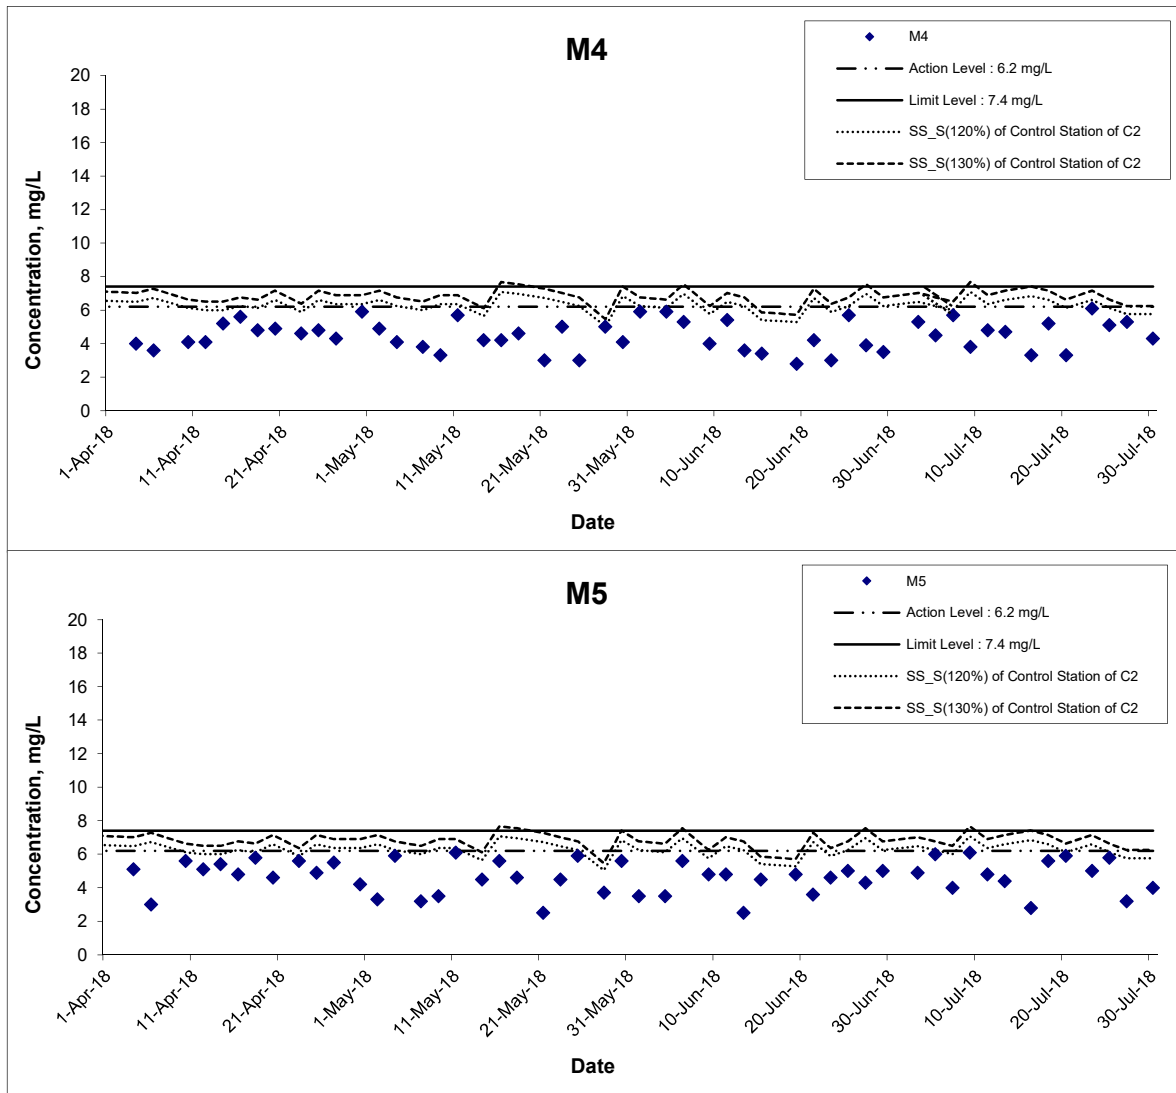 M4
M4
Action Level : 6.2 mg/L
Limit Level : 7.4 mg/L
SS_S(120%) of Control Station of C2
SS_S(130%) of Control Station of C2
Concentration, mg/L
20
18
16
14
12
10
8
6
4
2
0
1-Apr-18
11-Apr-18
21-Apr-18
1-May-18
11-May-18
21-May-18
31-May-18
10-Jun-18
20-Jun-18
30-Jun-18
10-Jul-18
20-Jul-18
30-Jul-18
Date
M5
M5
Action Level : 6.2 mg/L
Limit Level : 7.4 mg/L
SS_S(120%) of Control Station of C2
SS_S(130%) of Control Station of C2
Concentration, mg/L
20
18
16
14
12
10
8
6
4
2
0
1-Apr-18
11-Apr-18
21-Apr-18
1-May-18
11-May-18
21-May-18
31-May-18
10-Jun-18
20-Jun-18
30-Jun-18
10-Jul-18
20-Jul-18
30-Jul-18
Date